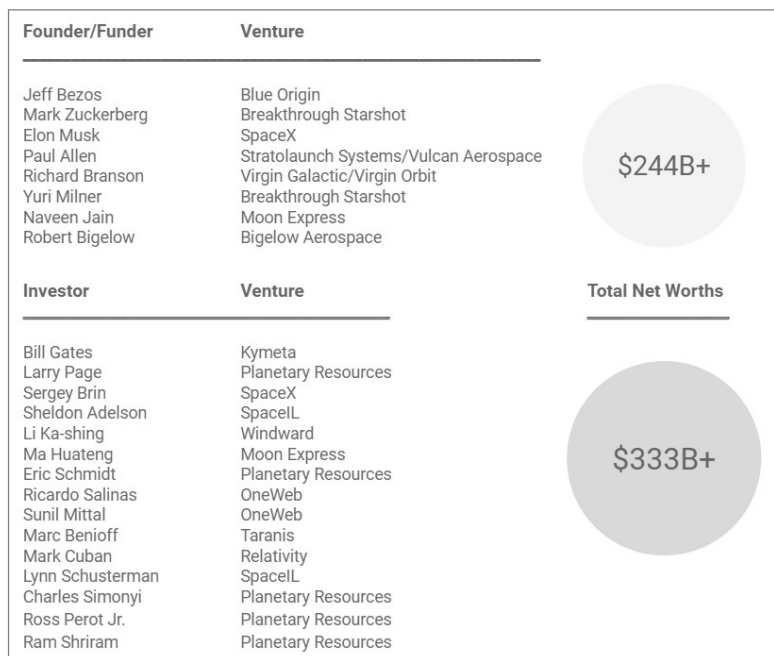 Founder/Funder Venture
Jeff Bezos Blue Origin
Mark Zuckerberg Breakthrough Starshot
Elon Musk SpaceX
Paul Allen Stratolaunch Systems/Vulcan Aerospace
Richard Branson Virgin Galactic/Virgin Orbit
Yuri Milner Breakthrough Starshot
Naveen Jain Moon Express
Robert Bigelow Bigelow Aerospace
$244B+
Investor Venture Total Net Worths
Bill Gates Kymeta
Larry Page Planetary Resources
Sergey Brin SpaceX
Sheldon Adelson SpaceIL
Li Ka-shing Windward
Ma Huateng Moon Express
Eric Schmidt Planetary Resources
Ricardo Salinas OneWeb
Sunil Mittal OneWeb
Marc Benioff Taranis
Mark Cuban Relativity
Lynn Schusterman SpaceIL
Charles Simonyi Planetary Resources
Ross Perot Jr. Planetary Resources
Ram Shriram Planetary Resources
$333B+